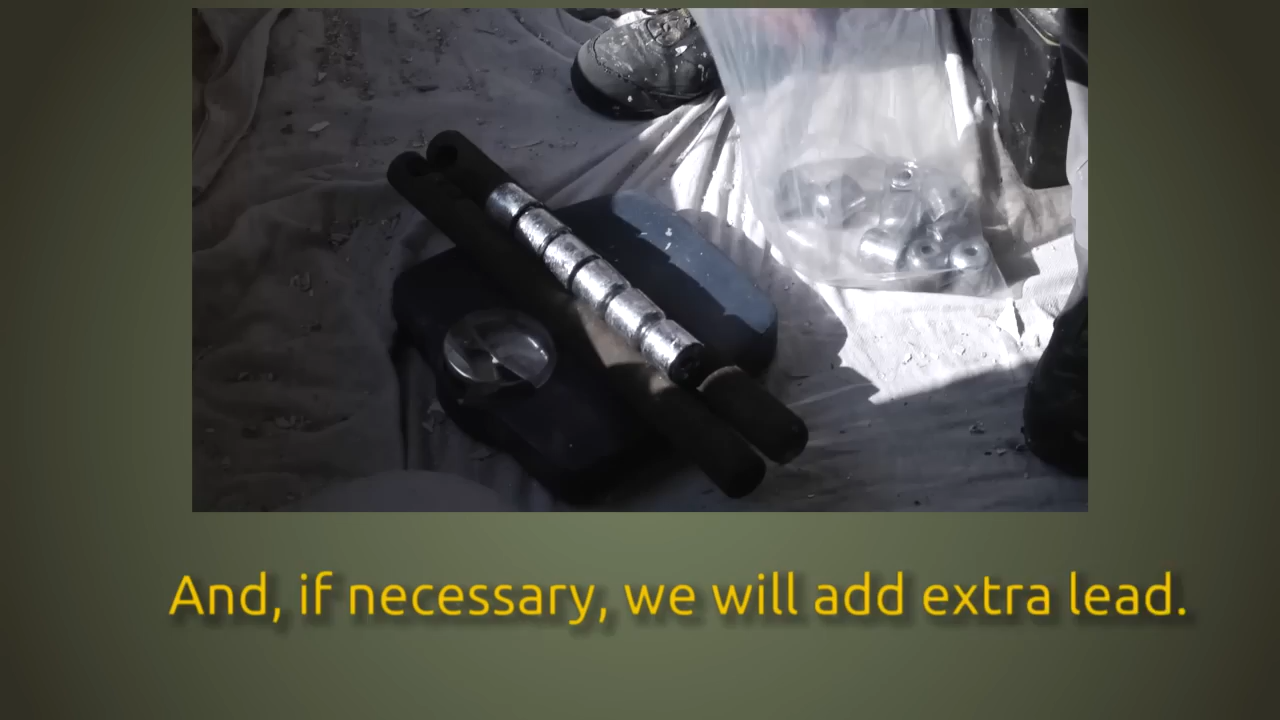 And, if necessary, we will add extra lead.